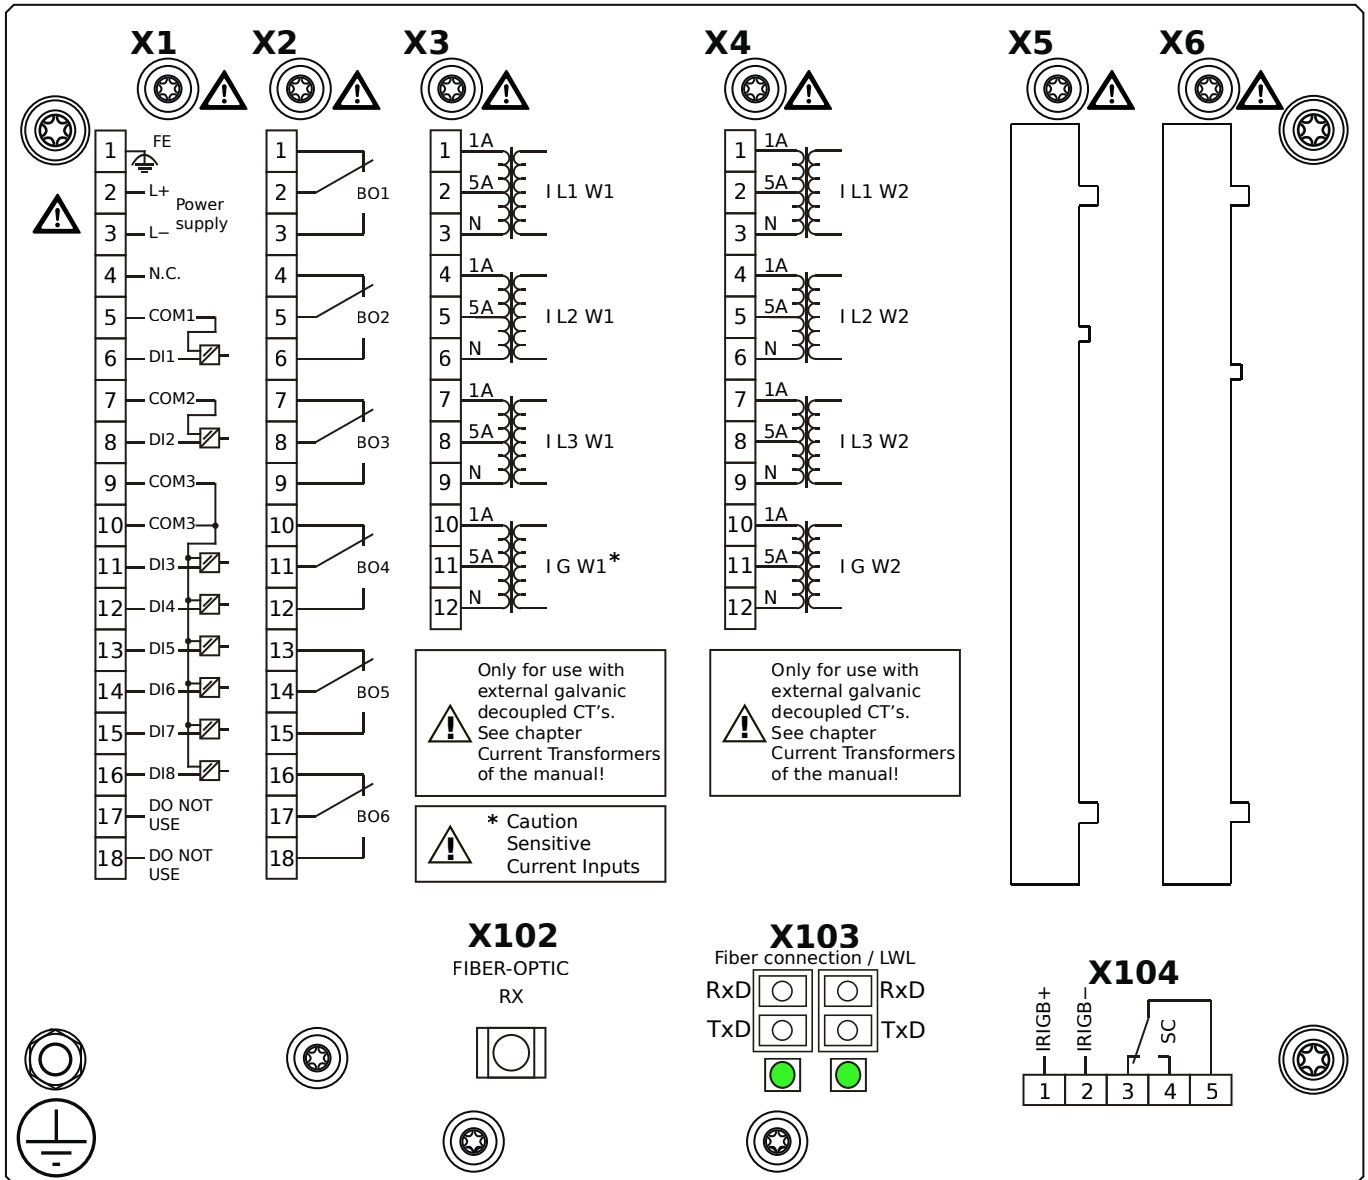 X1 X2 X3 X4 X5 X6
1 FE
2 L+
Power
supply
3 L−
4 N.C.
5 COM1
6 DI1
7 COM2
8 DI2
9 COM3
10 COM3
11 DI3
12 DI4
13 DI5
14 DI6
15 DI7
16 DI8
17 DO NOT
USE
18 DO NOT
USE
1
2 BO1
3
4
5 BO2
6
7
8 BO3
9
10
11 BO4
12
13
14 BO5
15
16
17 BO6
18
1 1A
2 5A I L1 W1
3 N
4 1A
5 5A I L2 W1
6 N
7 1A
8 5A I L3 W1
9 N
10 1A
11 5A I G W1*
12 N
Only for use with
external galvanic
decoupled CT's.
See chapter
Current Transformers
of the manual!
* Caution
Sensitive
Current Inputs
1 1A
2 5A I L1 W2
3 N
4 1A
5 5A I L2 W2
6 N
7 1A
8 5A I L3 W2
9 N
10 1A
11 5A I G W2
12 N
Only for use with
external galvanic
decoupled CT's.
See chapter
Current Transformers
of the manual!
X102
FIBER-OPTIC
RX
X103
Fiber connection / LWL
RxD RxD
TxD TxD
X104
IRIGB+
IRIGB−
SC
1 2 3 4 5